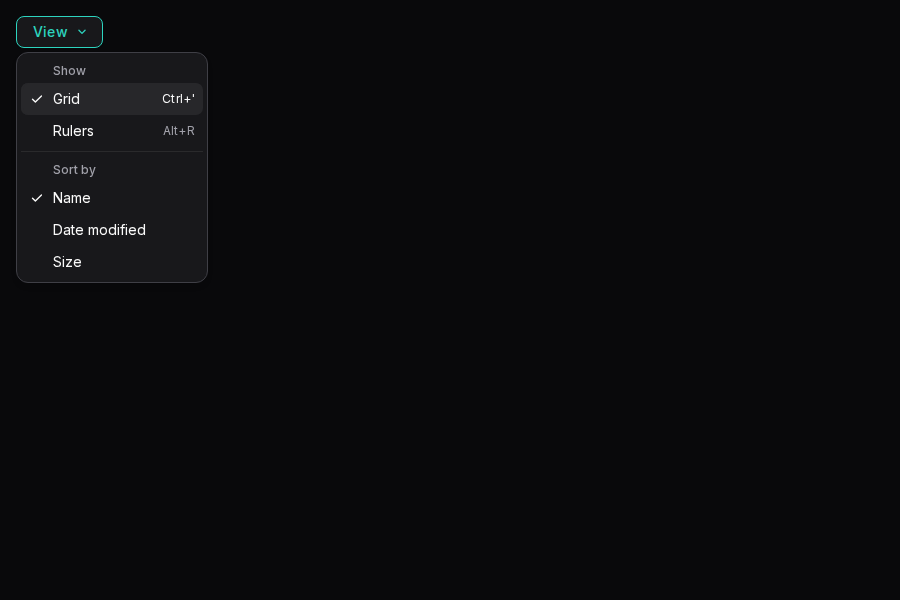 View
Show
Grid Ctrl+'
Rulers Alt+R
Sort by
Name
Date modified
Size